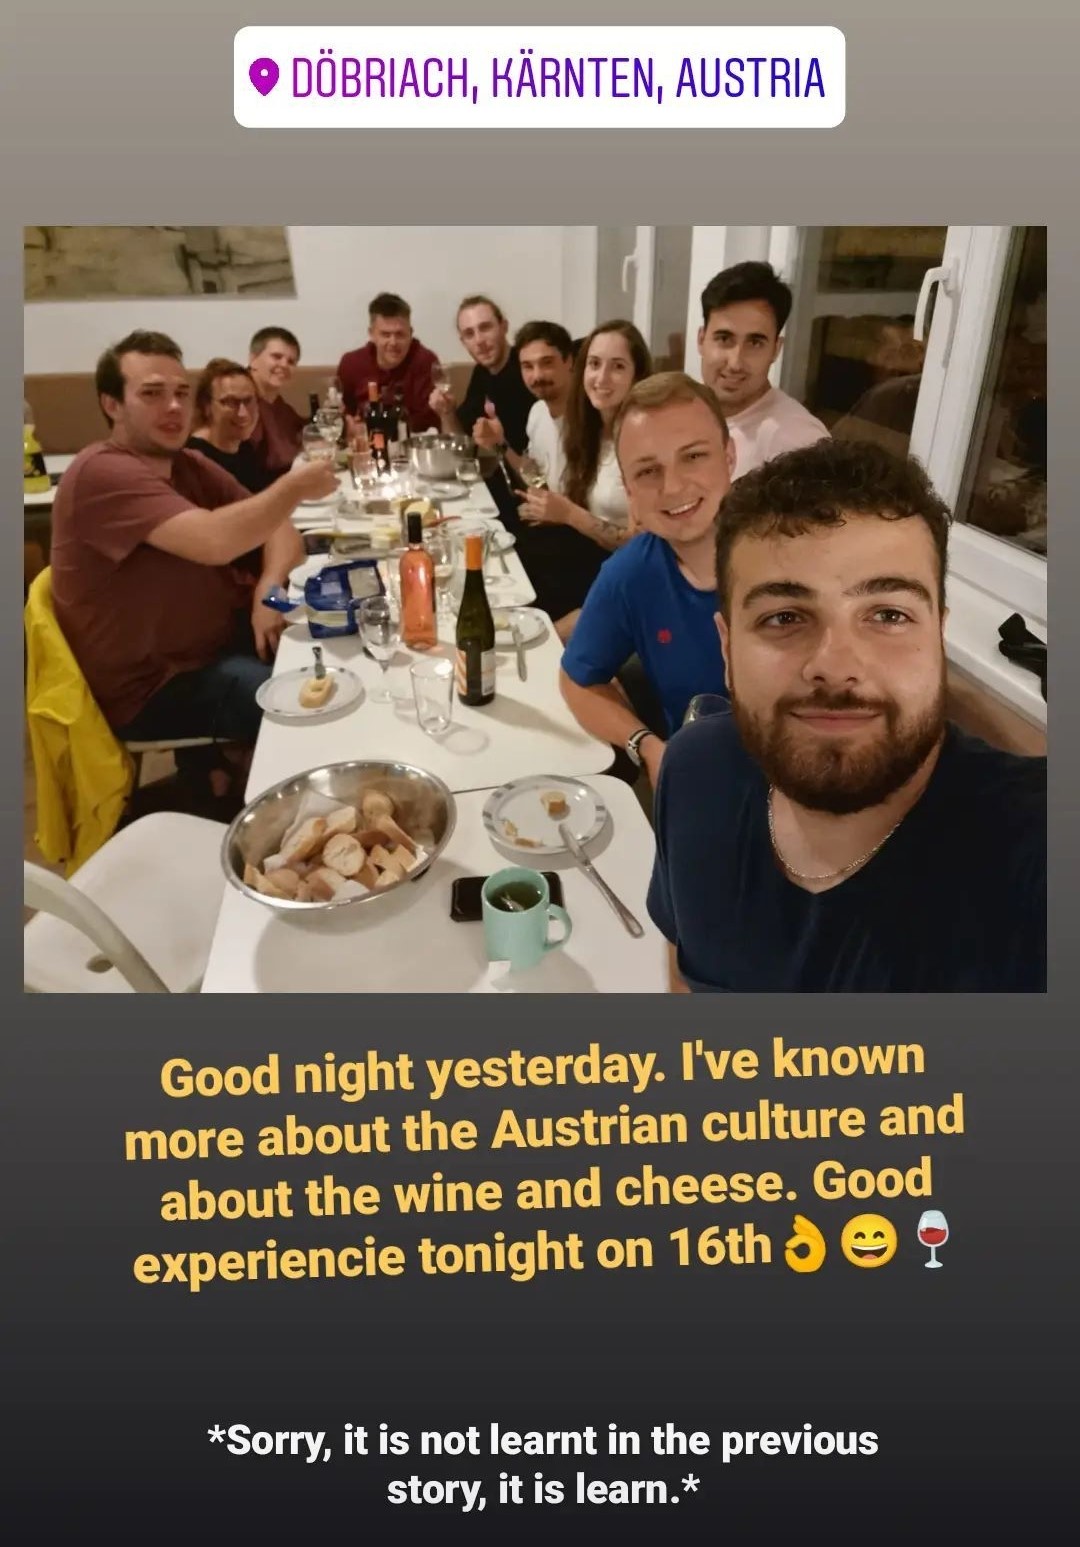 DÖBRIACH, KÄRNTEN, AUSTRIA
Good night yesterday. I've known
more about the Austrian culture and
about the wine and cheese. Good
experiencie tonight on 16th👌😄🍷
*Sorry, it is not learnt in the previous
story, it is learn.*